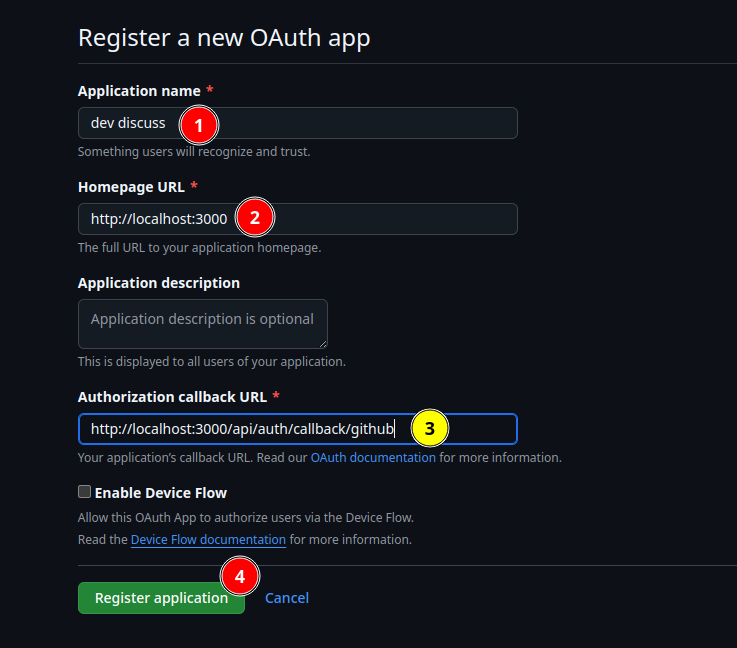 Register a new OAuth app
Application name *
dev discuss 1
Something users will recognize and trust.
Homepage URL *
http://localhost:3000 2
The full URL to your application homepage.
Application description
Application description is optional
This is displayed to all users of your application.
Authorization callback URL *
http://localhost:3000/api/auth/callback/github 3
Your application’s callback URL. Read our OAuth documentation for more information.
Enable Device Flow
Allow this OAuth App to authorize users via the Device Flow.
Read the Device Flow documentation for more information.
4
Register application Cancel